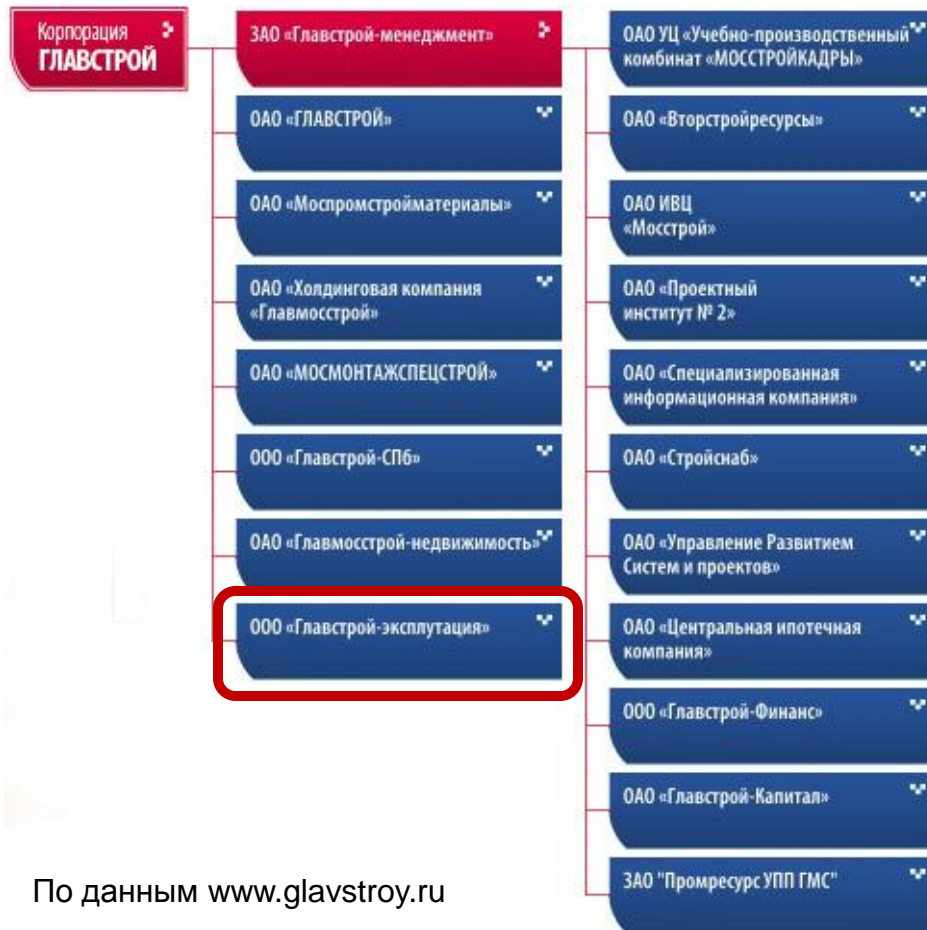 Корпорация
ГЛАВСТРОЙ
ЗАО «Главстрой-менеджмент»
ОАО «ГЛАВСТРОЙ»
ОАО «Моспромстройматериалы»
ОАО «Холдинговая компания
«Главмосстрой»
ОАО «МОСМОНТАЖСПЕЦСТРОЙ»
ООО «Главстрой-СПб»
ОАО «Главмосстрой-недвижимость»
ООО «Главстрой-эксплутация»
ОАО УЦ «Учебно-производственный
комбинат «МОССТРОЙКАДРЫ»
ОАО «Вторстройресурсы»
ОАО ИВЦ
«Мосстрой»
ОАО «Проектный
институт № 2»
ОАО «Специализированная
информационная компания»
ОАО «Стройснаб»
ОАО «Управление Развитием
Систем и проектов»
ОАО «Центральная ипотечная
компания»
ООО «Главстрой-Финанс»
ОАО «Главстрой-Капитал»
ЗАО "Промресурс УПП ГМС"
По данным www.glavstroy.ru